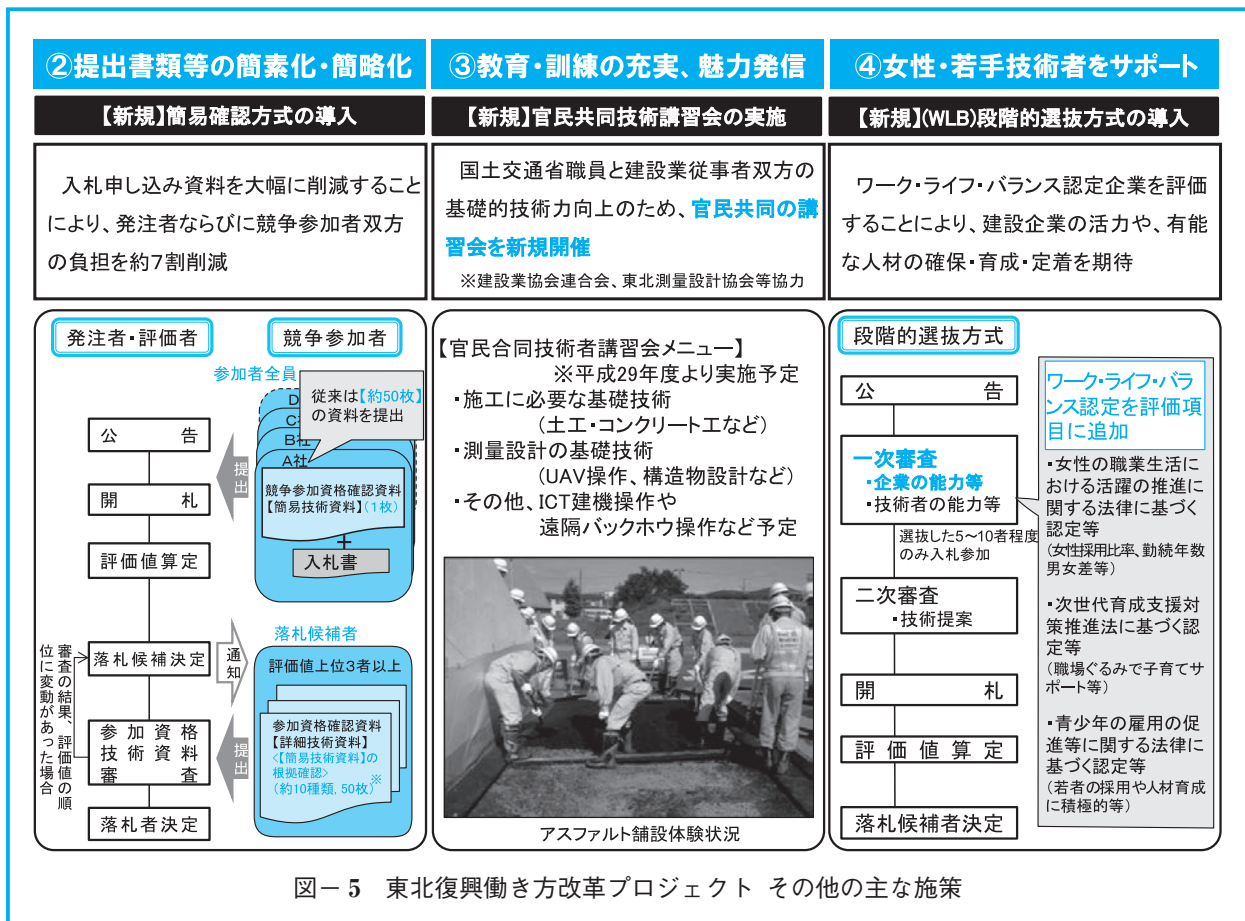 ②提出書類等の簡素化・簡略化
【新規】簡易確認方式の導入
入札申し込み資料を大幅に削減すること
により、発注者ならびに競争参加者双方
の負担を約7割削減
発注者・評価者
競争参加者
参加者全員
従来は【約50枚】
の資料を提出
D
C社
B社
A社
競争参加資格確認資料
【簡易技術資料】(1枚)
+
入札書
提出
公告
開札
評価値算定
落札候補決定
通知
落札候補者
評価値上位3者以上
参加資格確認資料
【詳細技術資料】
<【簡易技術資料】の
根拠確認>
(約10種類,50枚)※
提出
参加資格
技術資料
審査
審査の結果、評価値の順
位に変動があった場合
落札者決定
③教育・訓練の充実、魅力発信
【新規】官民共同技術講習会の実施
国土交通省職員と建設業従事者双方の
基礎的技術力向上のため、官民共同の講
習会を新規開催
※建設業協会連合会、東北測量設計協会等協力
【官民合同技術者講習会メニュー】
※平成29年度より実施予定
・施工に必要な基礎技術
(土工・コンクリート工など)
・測量設計の基礎技術
(UAV操作、構造物設計など)
・その他、ICT建機操作や
遠隔バックホウ操作など予定
アスファルト舗設体験状況
④女性・若手技術者をサポート
【新規】(WLB)段階的選抜方式の導入
ワーク・ライフ・バランス認定企業を評価
することにより、建設企業の活力や、有能
な人材の確保・育成・定着を期待
段階的選抜方式
公告
一次審査
・企業の能力等
・技術者の能力等
選抜した5～10者程度
のみ入札参加
二次審査
・技術提案
開札
評価値算定
落札候補者決定
ワーク・ライフ・バラ
ンス認定を評価項
目に追加
・女性の職業生活に
おける活躍の推進に
関する法律に基づく
認定等
(女性採用比率、勤続年数
男女差等)
・次世代育成支援対
策推進法に基づく認
定等
(職場ぐるみで子育てサ
ポート等)
・青少年の雇用の促
進等に関する法律に
基づく認定等
(若者の採用や人材育成
に積極的等)
図－5 東北復興働き方改革プロジェクト その他の主な施策